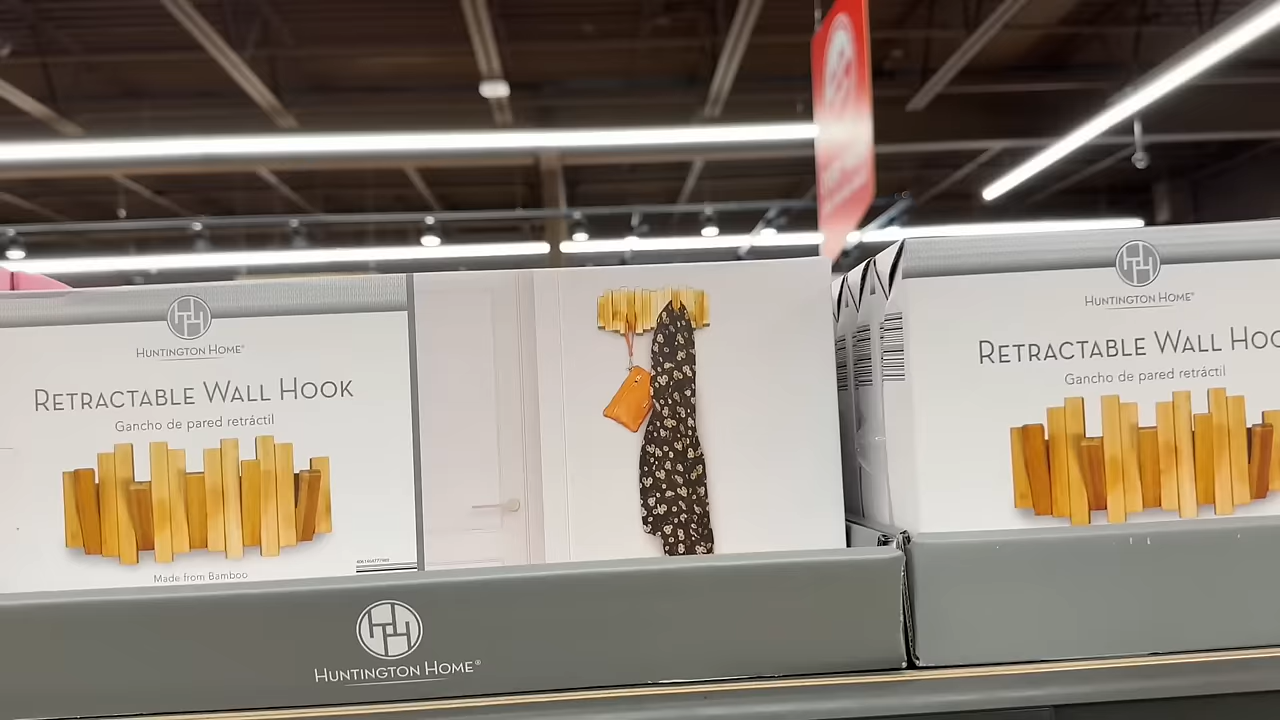 HUNTINGTON HOME®
RETRACTABLE WALL HOOK
Gancho de pared retráctil
Made from Bamboo
HUNTINGTON HOME®
HUNTINGTON HOME®
RETRACTABLE WALL HOO
Gancho de pared retráctil